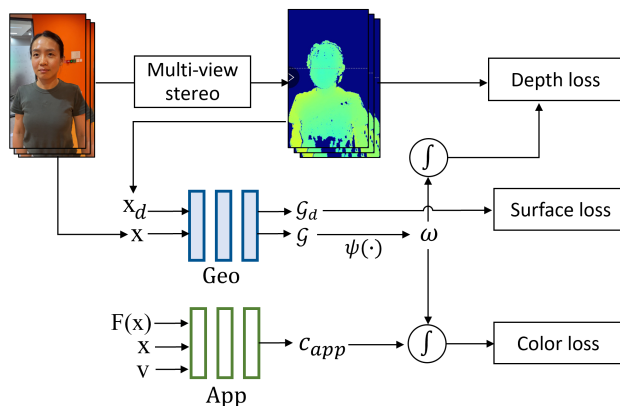 Multi-view
stereo
Depth loss
∫
x_d
𝒢_d
Surface loss
x
𝒢
ψ(·)
ω
Geo
F(x)
x
v
c_app
∫
Color loss
App